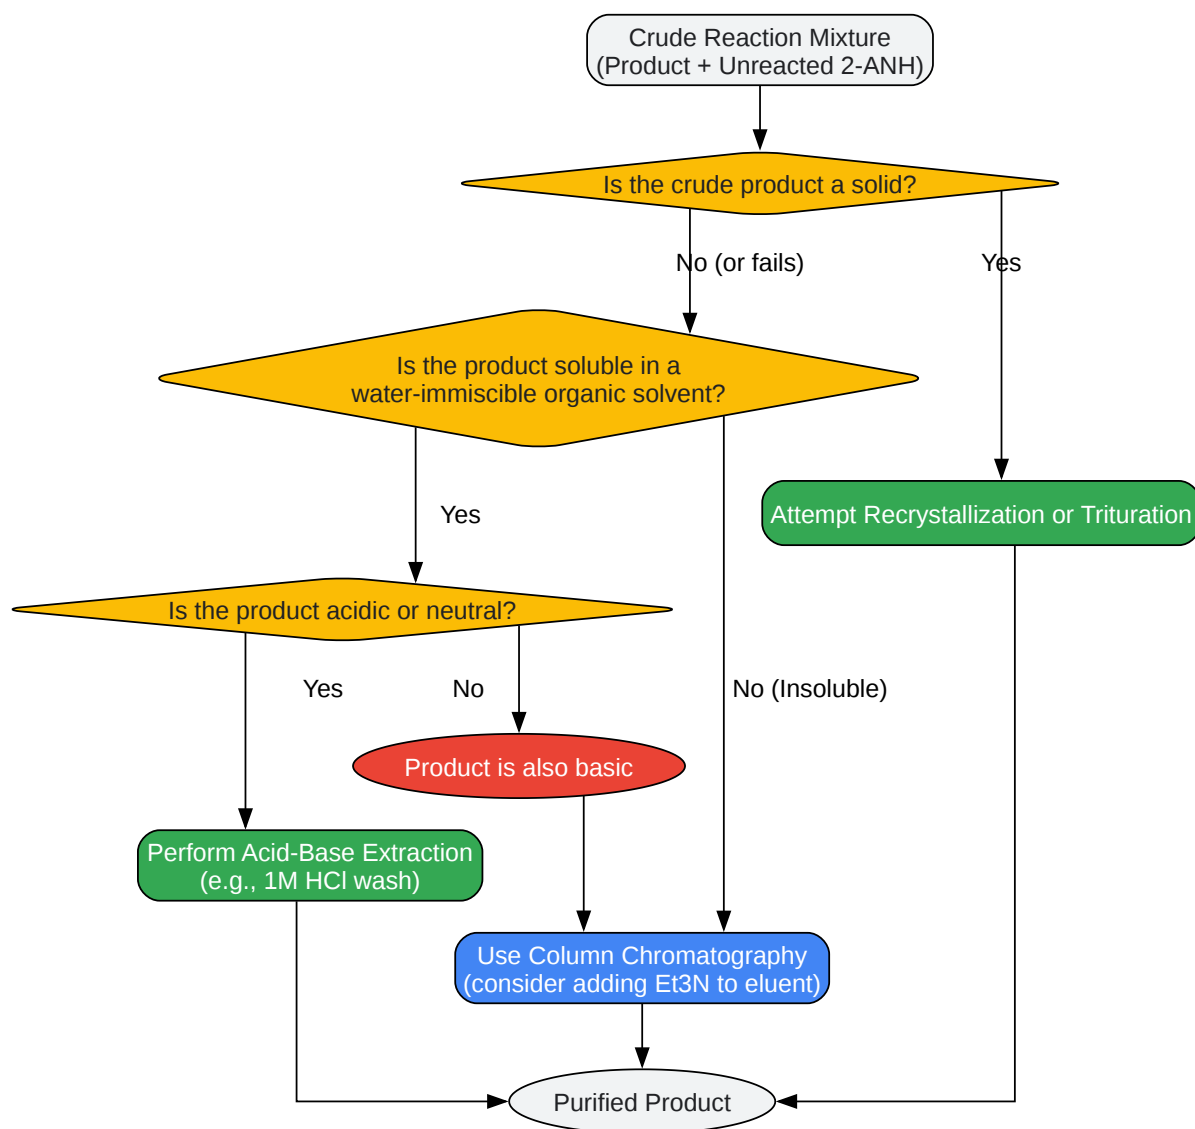 Crude Reaction Mixture
(Product + Unreacted 2-ANH)
Is the crude product a solid?
No (or fails)
Yes
Is the product soluble in a
water-immiscible organic solvent?
Yes
Attempt Recrystallization or Trituration
Is the product acidic or neutral?
Yes
No
No (Insoluble)
Product is also basic
Perform Acid-Base Extraction
(e.g., 1M HCl wash)
Use Column Chromatography
(consider adding Et3N to eluent)
Purified Product